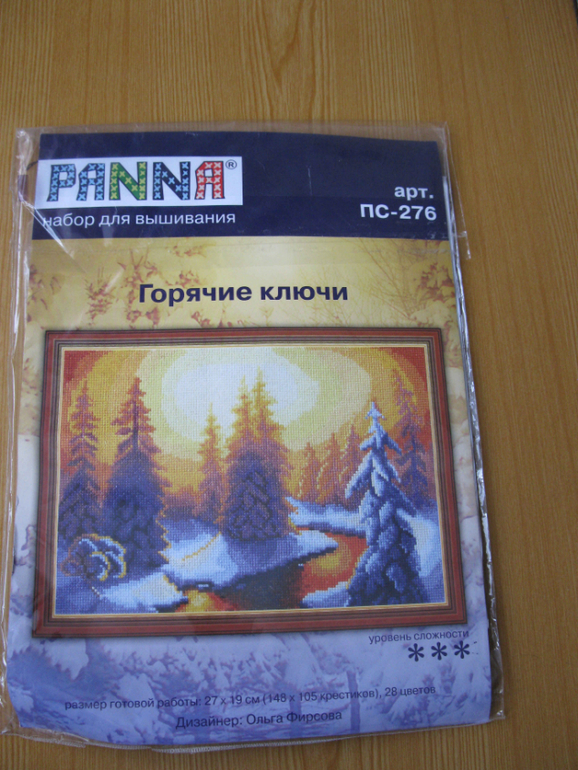 PANNA®
набор для вышивания
арт.
ПС-276
Горячие ключи
уровень сложности
***
размер готовой работы: 27 x 19 см (148 x 105 крестиков), 28 цветов
Дизайнер: Ольга Фирсова